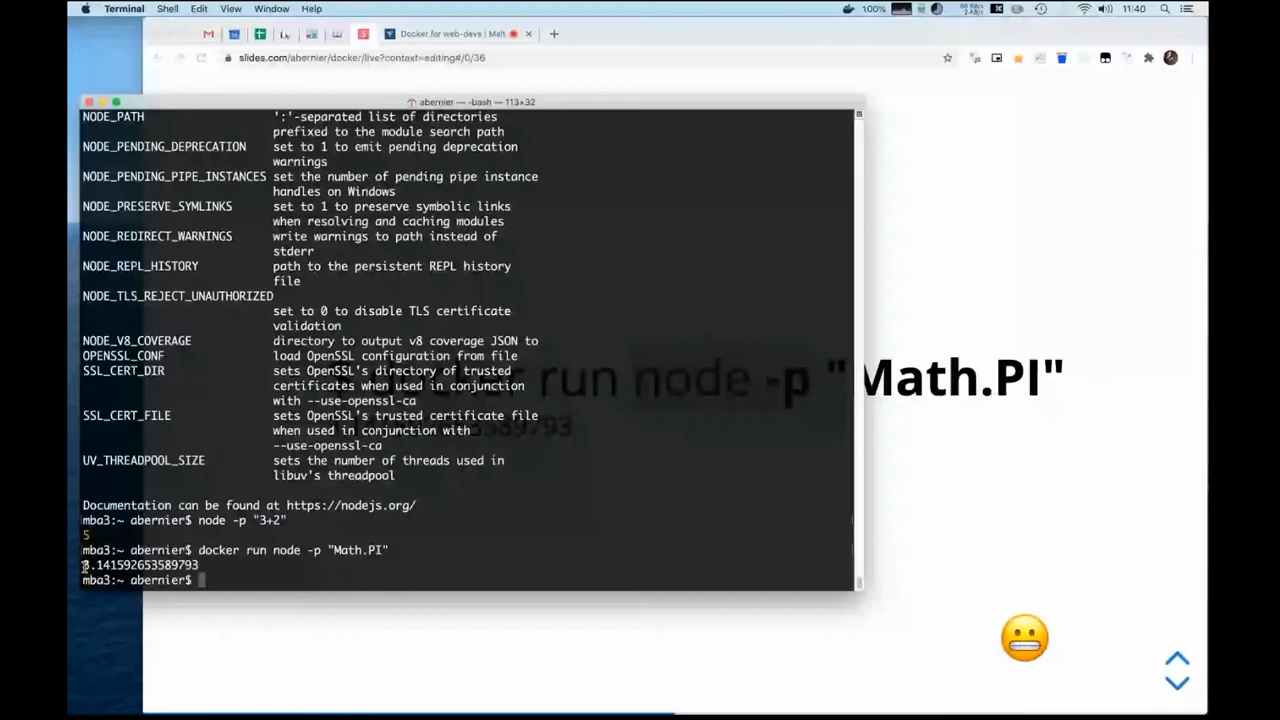 Terminal Shell Edit View Window Help 100% 11:40
Docker for web-devs | Malt
slides.com/abernier/docker/live?context=editing#/0/36
abernier — -bash — 113×32
NODE_PATH ':'-separated list of directories
prefixed to the module search path
NODE_PENDING_DEPRECATION set to 1 to emit pending deprecation
warnings
NODE_PENDING_PIPE_INSTANCES set the number of pending pipe instance
handles on Windows
NODE_PRESERVE_SYMLINKS set to 1 to preserve symbolic links
when resolving and caching modules
NODE_REDIRECT_WARNINGS write warnings to path instead of
stderr
NODE_REPL_HISTORY path to the persistent REPL history
file
NODE_TLS_REJECT_UNAUTHORIZED
set to 0 to disable TLS certificate
validation
NODE_V8_COVERAGE directory to output v8 coverage JSON to
OPENSSL_CONF load OpenSSL configuration from file
SSL_CERT_DIR sets OpenSSL's directory of trusted
certificates when used in conjunction
with --use-openssl-ca
SSL_CERT_FILE sets OpenSSL's trusted certificate file
when used in conjunction with
--use-openssl-ca
UV_THREADPOOL_SIZE sets the number of threads used in
libuv's threadpool
Documentation can be found at https://nodejs.org/
mba3:~ abernier$ node -p "3+2"
5
mba3:~ abernier$ docker run node -p "Math.PI"
3.141592653589793
mba3:~ abernier$
docker run node -p "Math.PI"